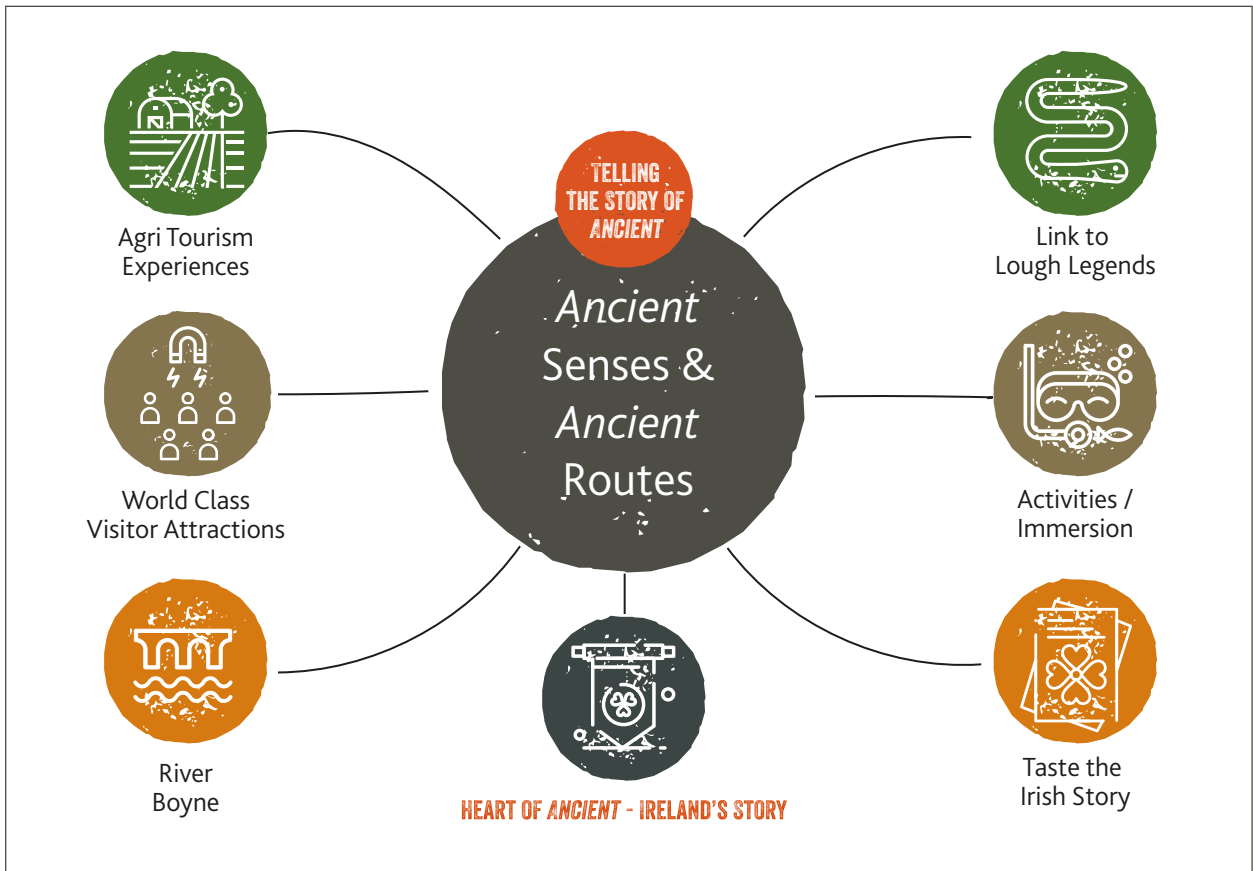 TELLING
THE STORY OF
ANCIENT
Ancient
Senses &
Ancient
Routes
Agri Tourism
Experiences
World Class
Visitor Attractions
River
Boyne
HEART OF ANCIENT - IRELAND'S STORY
Link to
Lough Legends
Activities /
Immersion
Taste the
Irish Story